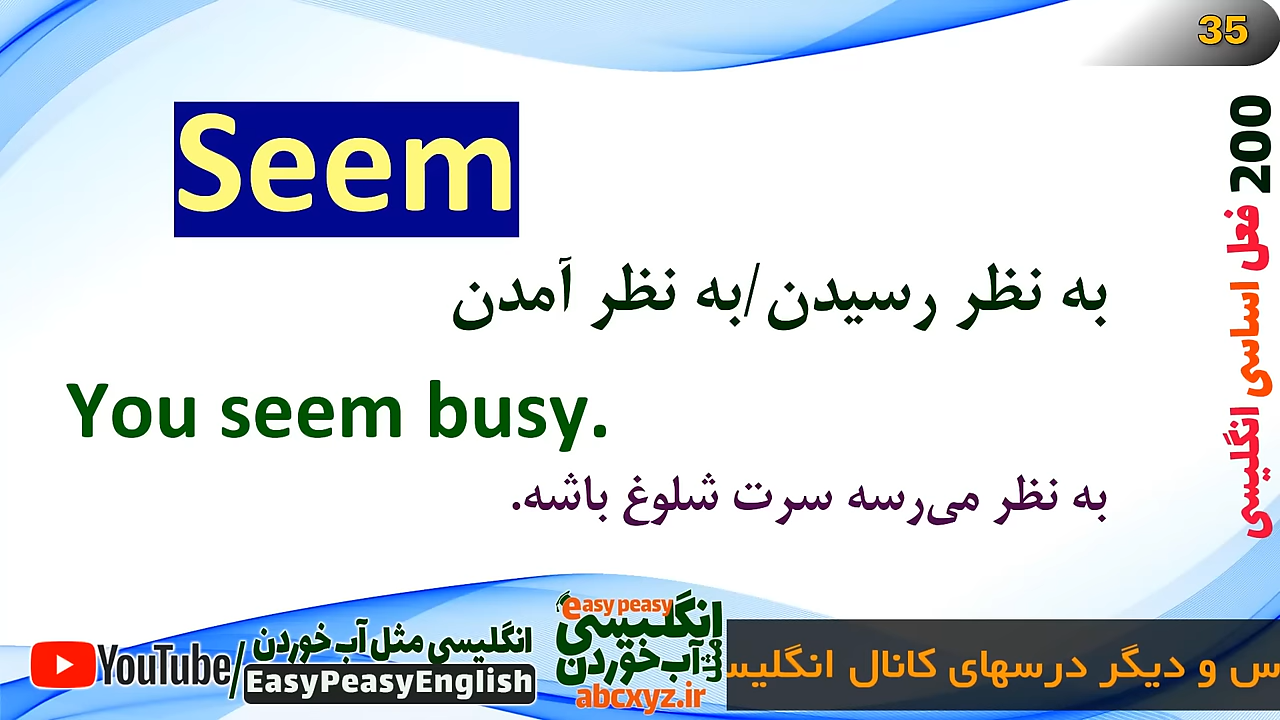 35
Seem
به نظر رسیدن/به نظر آمدن
You seem busy.
به نظر می‌رسه سرت شلوغ باشه.
200 فعل اساسی انگلیسی
YouTube/
انگلیسی مثل آب خوردن
EasyPeasyEnglish
easy peasy
انگلیسی
مثل آب خوردن
abcxyz.ir
و دیگر درسهای کانال